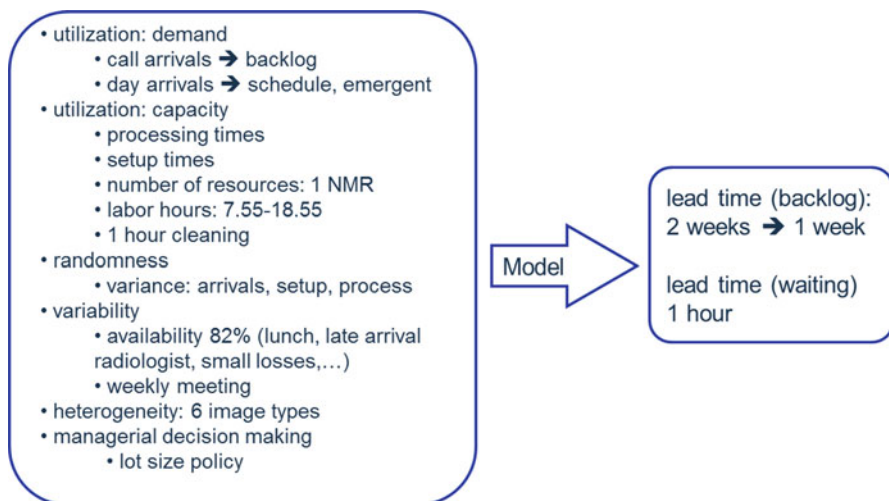 • utilization: demand
• call arrivals ➔ backlog
• day arrivals ➔ schedule, emergent
• utilization: capacity
• processing times
• setup times
• number of resources: 1 NMR
• labor hours: 7.55-18.55
• 1 hour cleaning
• randomness
• variance: arrivals, setup, process
• variability
• availability 82% (lunch, late arrival
radiologist, small losses,…)
• weekly meeting
• heterogeneity: 6 image types
• managerial decision making
• lot size policy
Model
lead time (backlog):
2 weeks ➔ 1 week
lead time (waiting)
1 hour